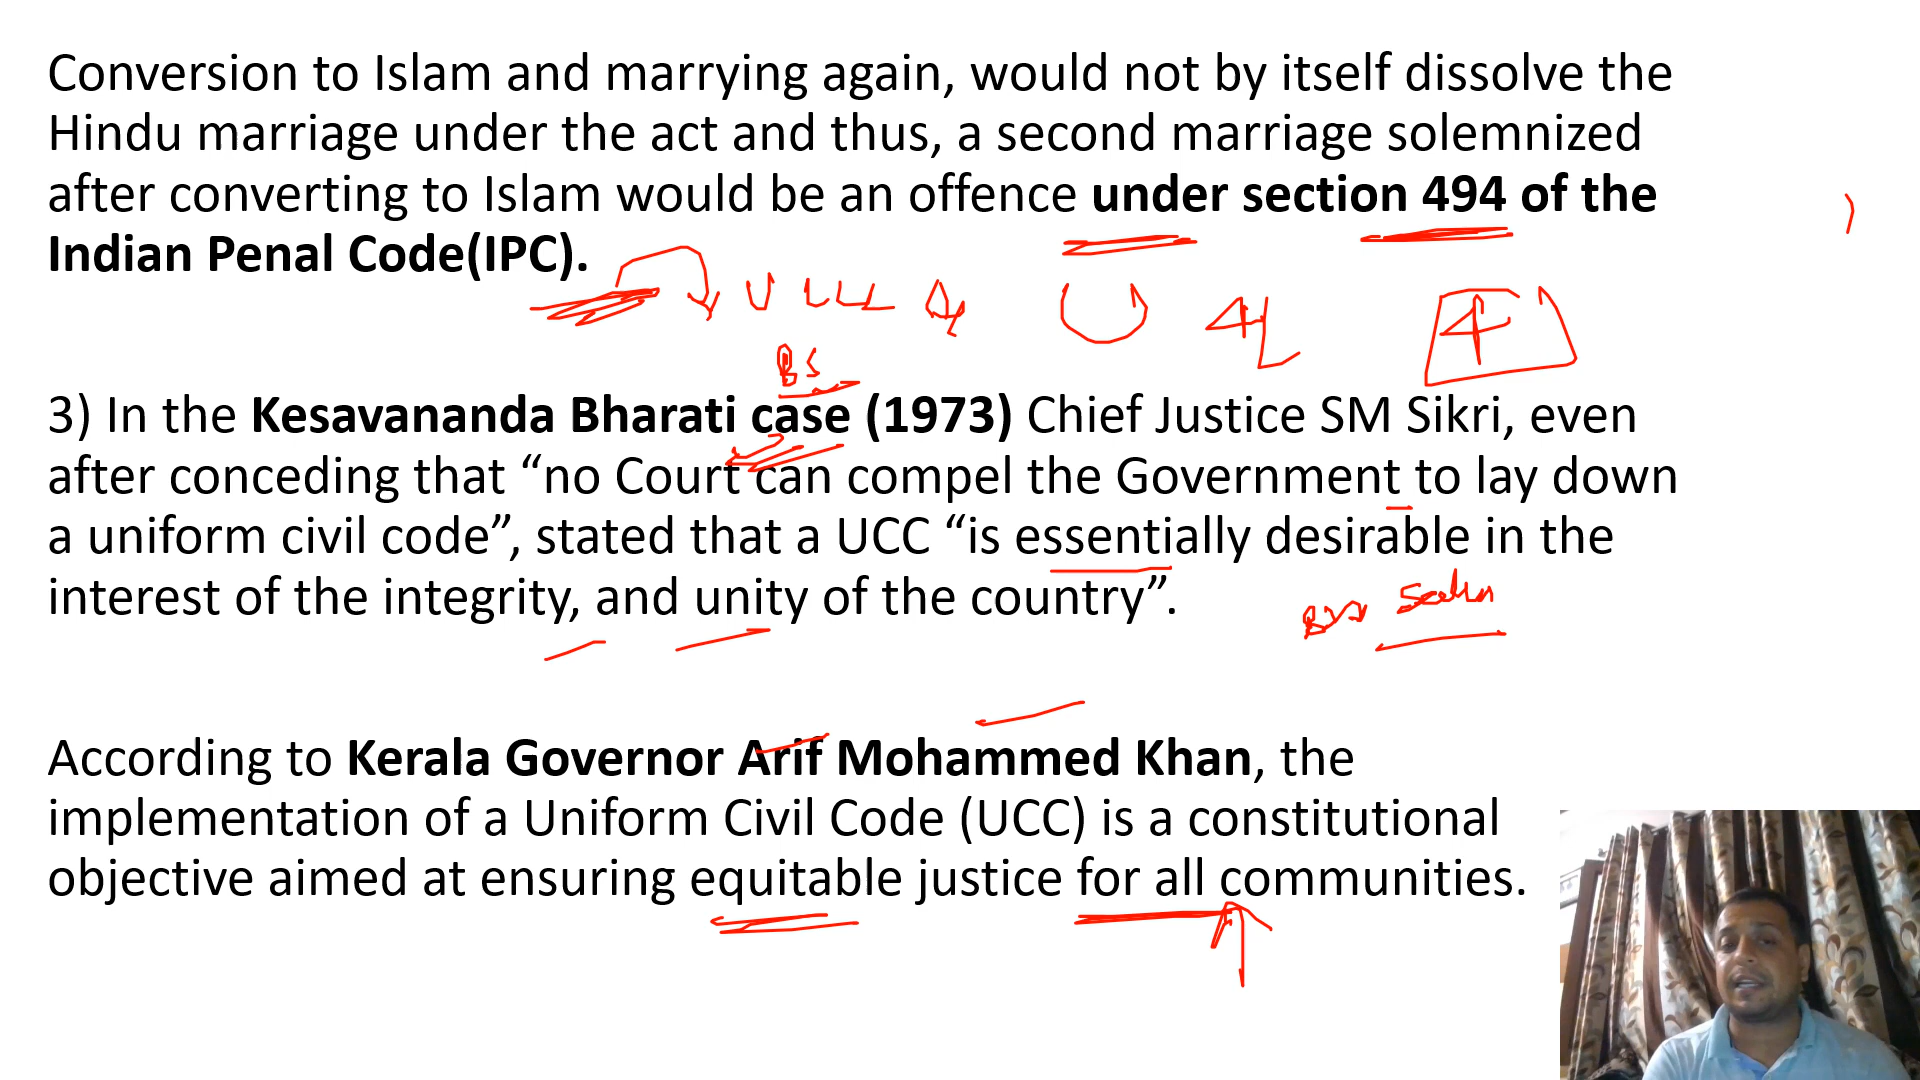 Conversion to Islam and marrying again, would not by itself dissolve the
Hindu marriage under the act and thus, a second marriage solemnized
after converting to Islam would be an offence under section 494 of the
Indian Penal Code(IPC).
BS
3) In the Kesavananda Bharati case (1973) Chief Justice SM Sikri, even
after conceding that “no Court can compel the Government to lay down
a uniform civil code”, stated that a UCC “is essentially desirable in the
interest of the integrity, and unity of the country”.
According to Kerala Governor Arif Mohammed Khan, the
implementation of a Uniform Civil Code (UCC) is a constitutional
objective aimed at ensuring equitable justice for all communities.